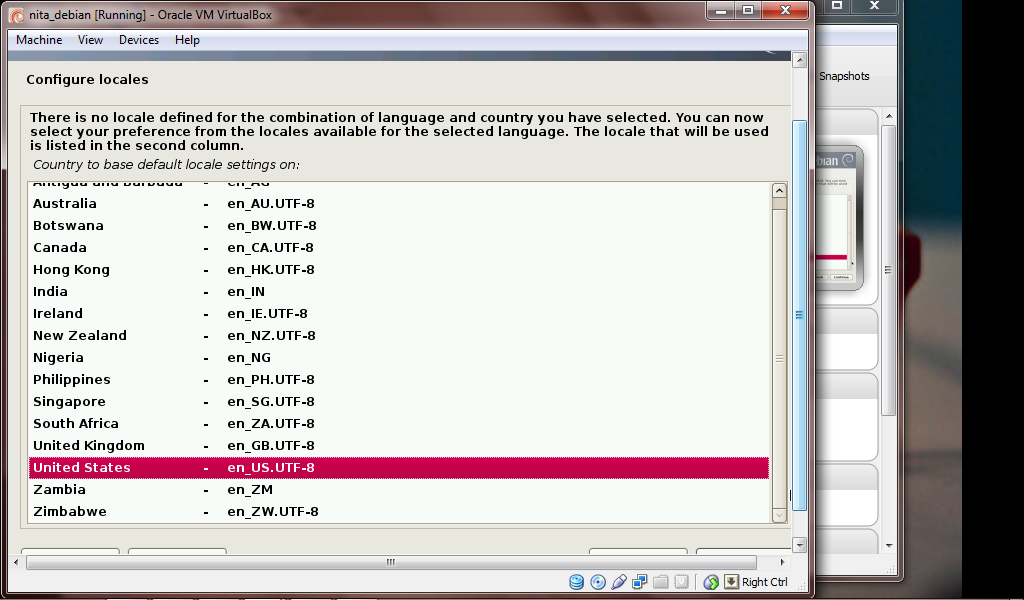 nita_debian [Running] - Oracle VM VirtualBox
Machine View Devices Help
Snapshots
Configure locales
There is no locale defined for the combination of language and country you have selected. You can now
select your preference from the locales available for the selected language. The locale that will be used
is listed in the second column.
Country to base default locale settings on:
Antigua and Barbuda - en_AG
Australia - en_AU.UTF-8
Botswana - en_BW.UTF-8
Canada - en_CA.UTF-8
Hong Kong - en_HK.UTF-8
India - en_IN
Ireland - en_IE.UTF-8
New Zealand - en_NZ.UTF-8
Nigeria - en_NG
Philippines - en_PH.UTF-8
Singapore - en_SG.UTF-8
South Africa - en_ZA.UTF-8
United Kingdom - en_GB.UTF-8
United States - en_US.UTF-8
Zambia - en_ZM
Zimbabwe - en_ZW.UTF-8
Right Ctrl